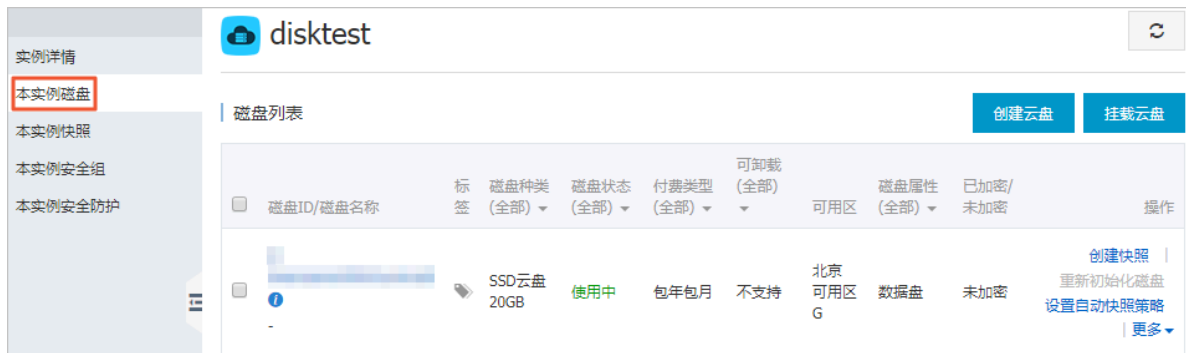 disktest
实例详情
本实例磁盘
本实例快照
本实例安全组
本实例安全防护
磁盘列表
创建云盘
挂载云盘
磁盘ID/磁盘名称
标
签
磁盘种类
(全部)
磁盘状态
(全部)
付费类型
(全部)
可卸载
(全部)
可用区
磁盘属性
(全部)
已加密/
未加密
操作
-
SSD云盘
20GB
使用中
包年包月
不支持
北京
可用区
G
数据盘
未加密
创建快照
重新初始化磁盘
设置自动快照策略
更多